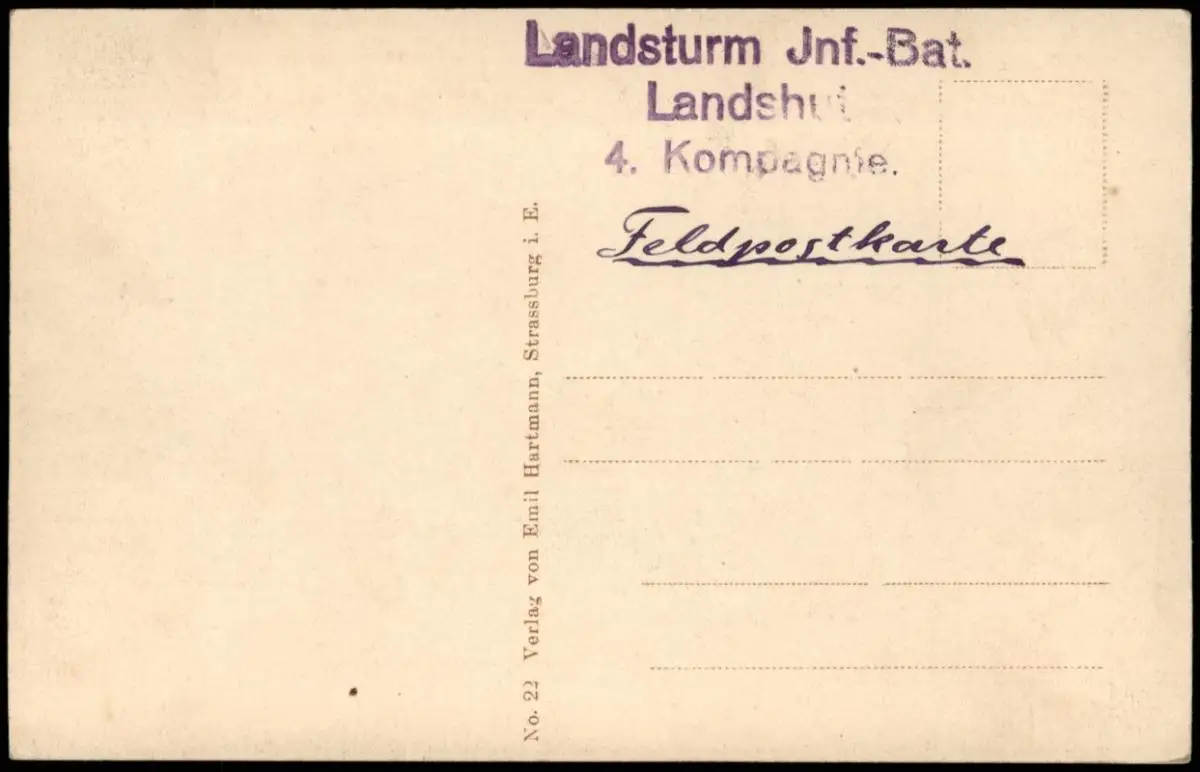 Landsturm Jnf.-Bat.
Landshut
4. Kompagnie.
Feldpostkarte
No. 22 Verlag von Emil Hartmann, Strassburg i. E.